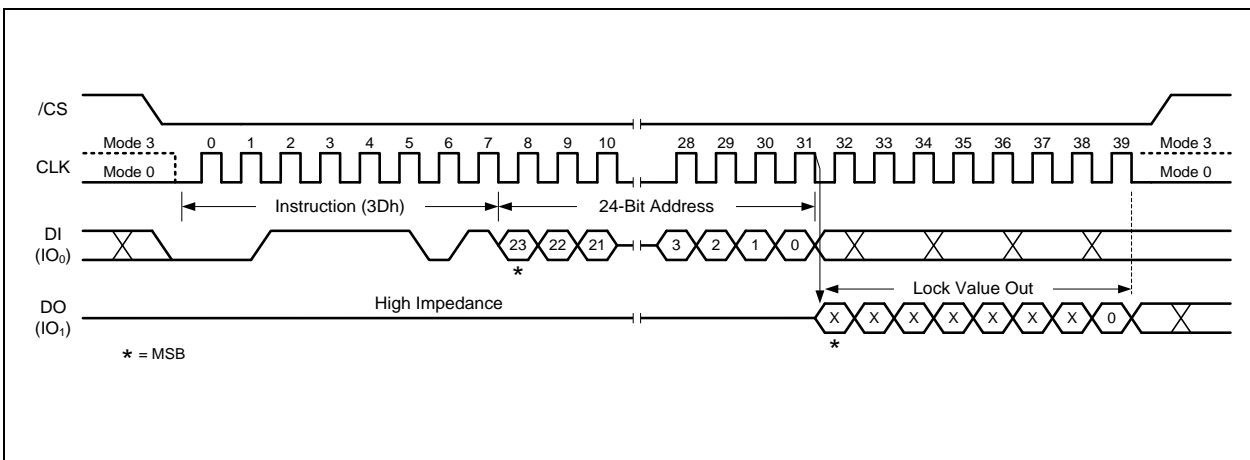 /CS
Mode 3 0 1 2 3 4 5 6 7 8 9 10 28 29 30 31 32 33 34 35 36 37 38 39 Mode 3
CLK
Mode 0 Mode 0
Instruction (3Dh) 24-Bit Address
DI
(IO₀)
23 22 21 3 2 1 0
*
Lock Value Out
High Impedance
DO
(IO₁)
X X X X X X X 0
*
* = MSB